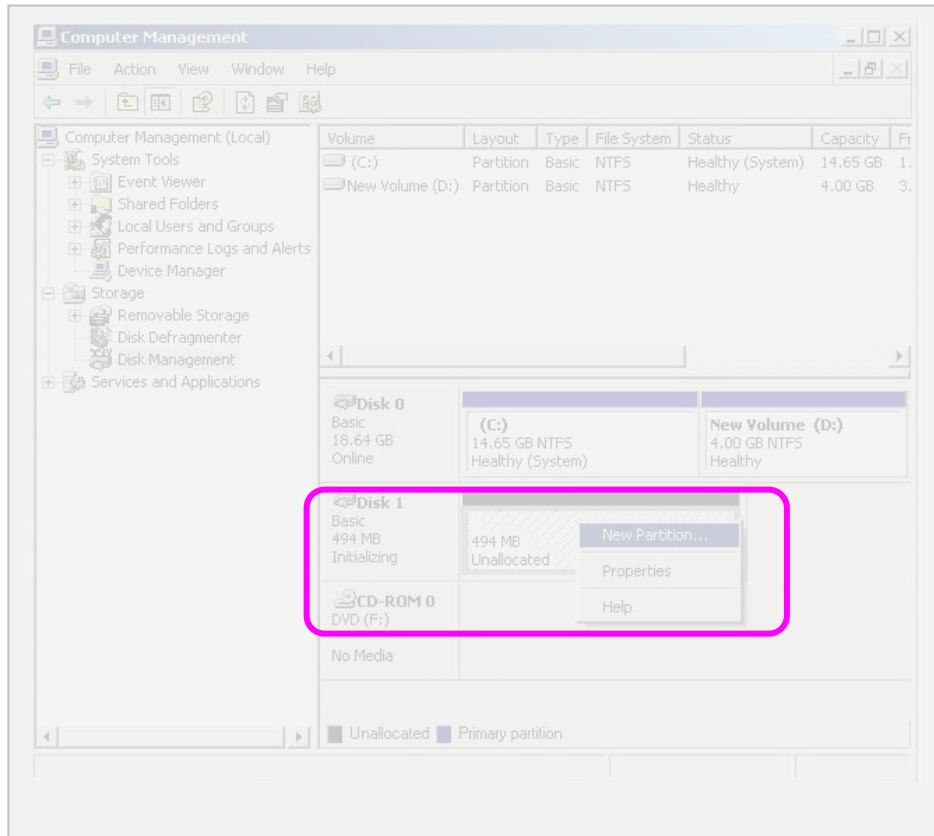 Computer Management
File Action View Window Help
Computer Management (Local)
System Tools
Event Viewer
Shared Folders
Local Users and Groups
Performance Logs and Alerts
Device Manager
Storage
Removable Storage
Disk Defragmenter
Disk Management
Services and Applications
Volume Layout Type File System Status Capacity Fr
(C:) Partition Basic NTFS Healthy (System) 14.65 GB 1.
New Volume (D:) Partition Basic NTFS Healthy 4.00 GB 3.
Disk 0
Basic
18.64 GB
Online
(C:)
14.65 GB NTFS
Healthy (System)
New Volume (D:)
4.00 GB NTFS
Healthy
Disk 1
Basic
494 MB
Initializing
494 MB
Unallocated
New Partition...
Properties
Help
CD-ROM 0
DVD (F:)
No Media
Unallocated Primary partition